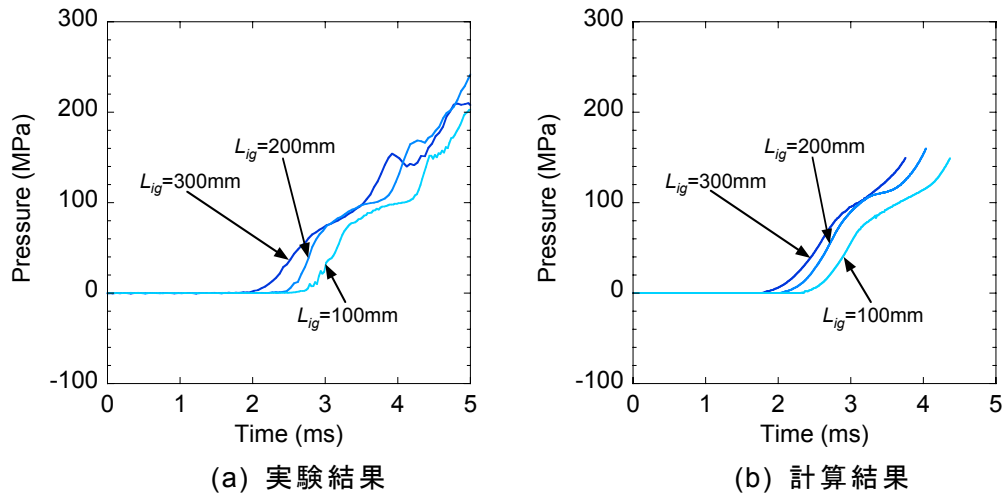 300
200
100
0
-100
Pressure (MPa)
L_ig=200mm
L_ig=300mm
L_ig=100mm
0 1 2 3 4 5
Time (ms)
(a) 実験結果
300
200
100
0
-100
Pressure (MPa)
L_ig=200mm
L_ig=300mm
L_ig=100mm
0 1 2 3 4 5
Time (ms)
(b) 計算結果